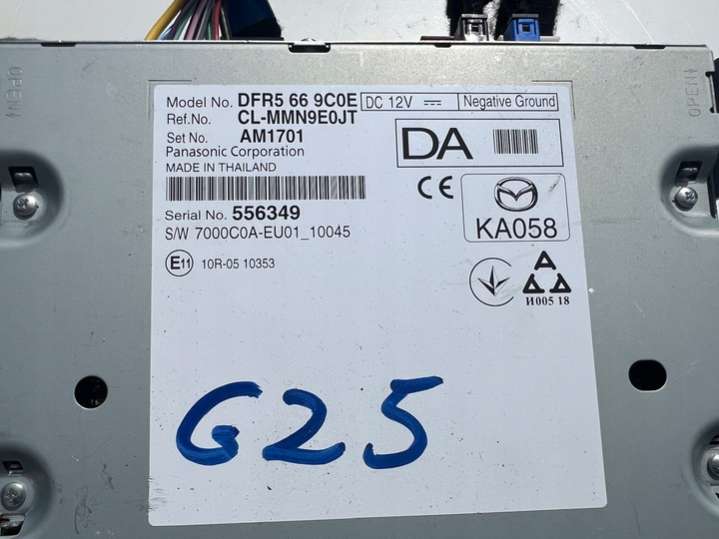 Model No. DFR5 66 9C0E
DC 12V
Negative Ground
Ref.No. CL-MMN9E0JT
Set No. AM1701
Panasonic Corporation
MADE IN THAILAND
DA
CE
KA058
Serial No. 556349
S/W 7000C0A-EU01_10045
E11 10R-05 10353
И005 18
G25
OPEN
OPEN